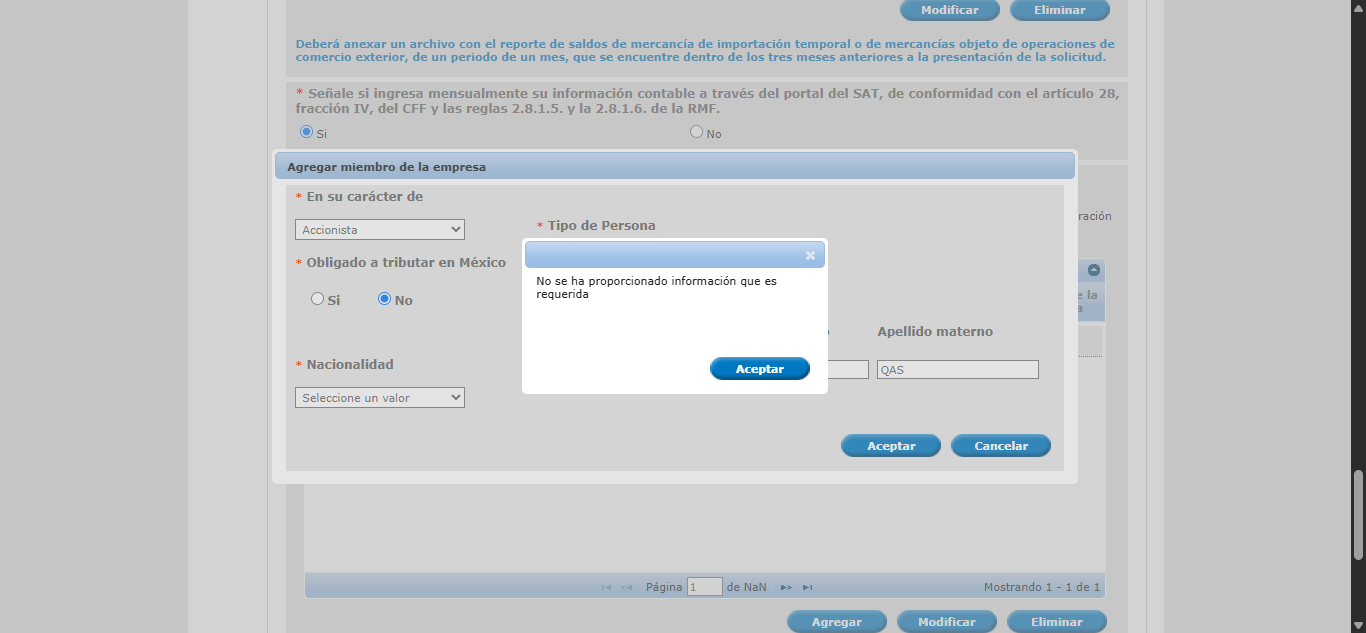 Modificar
Eliminar
Deberá anexar un archivo con el reporte de saldos de mercancía de importación temporal o de mercancías objeto de operaciones de
comercio exterior, de un periodo de un mes, que se encuentre dentro de los tres meses anteriores a la presentación de la solicitud.
* Señale si ingresa mensualmente su información contable a través del portal del SAT, de conformidad con el artículo 28,
fracción IV, del CFF y las reglas 2.8.1.5. y la 2.8.1.6. de la RMF.
Si
No
Agregar miembro de la empresa
* En su carácter de
ración
Accionista
* Tipo de Persona
* Obligado a tributar en México
No se ha proporcionado información que es
requerida
Si
No
e la
a
Apellido materno
* Nacionalidad
Aceptar
QAS
Seleccione un valor
Aceptar
Cancelar
Página 1 de NaN
Mostrando 1 - 1 de 1
Agregar
Modificar
Eliminar